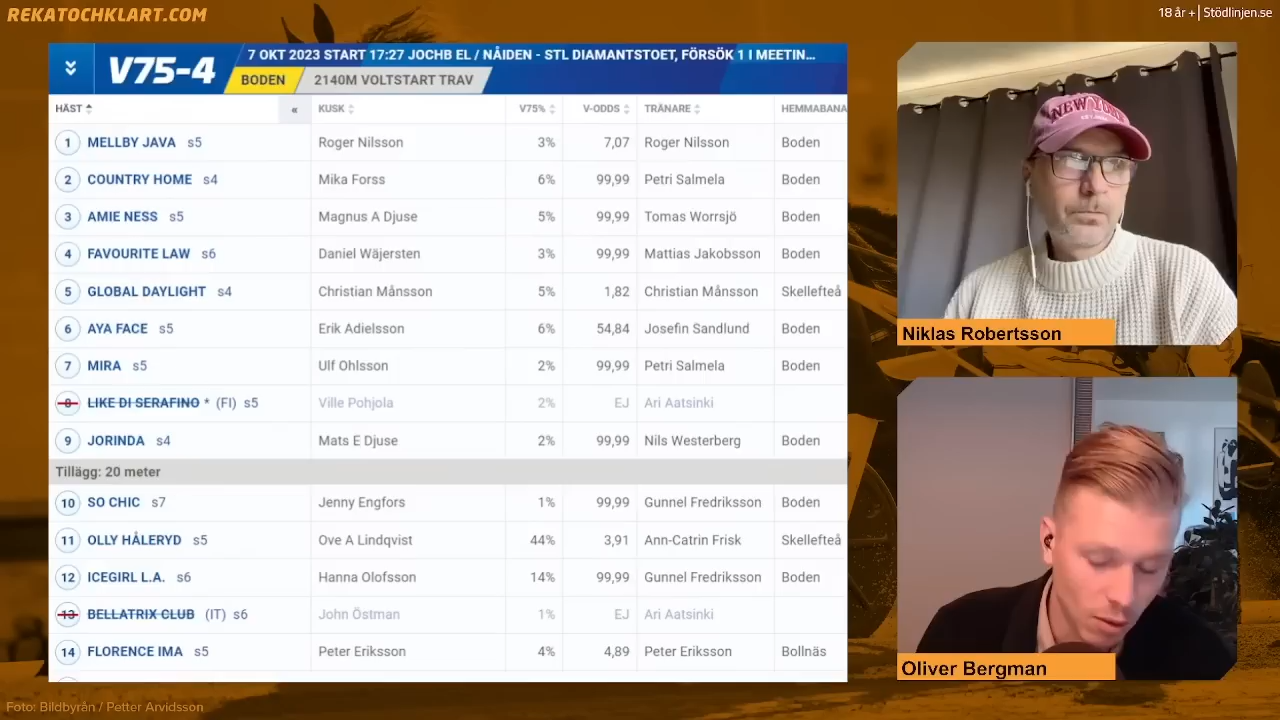 REKATOCHKLART.COM
18 år + | Stödlinjen.se
V75-4
7 OKT 2023 START 17:27 JOCHB EL / NÅIDEN - STL DIAMANTSTOET, FÖRSÖK 1 I MEETIN...
BODEN 2140M VOLTSTART TRAV
HÄST « KUSK V75% V-ODDS TRÄNARE HEMMABANA
1 MELLBY JAVA s5 Roger Nilsson 3% 7,07 Roger Nilsson Boden
2 COUNTRY HOME s4 Mika Forss 6% 99,99 Petri Salmela Boden
3 AMIE NESS s5 Magnus A Djuse 5% 99,99 Tomas Worrsjö Boden
4 FAVOURITE LAW s6 Daniel Wäjersten 3% 99,99 Mattias Jakobsson Boden
5 GLOBAL DAYLIGHT s4 Christian Månsson 5% 1,82 Christian Månsson Skellefteå
6 AYA FACE s5 Erik Adielsson 6% 54,84 Josefin Sandlund Boden
7 MIRA s5 Ulf Ohlsson 2% 99,99 Petri Salmela Boden
8 LIKE DI SERAFINO * (FI) s5 Ville Pohjola 2% EJ Ari Aatsinki
9 JORINDA s4 Mats E Djuse 2% 99,99 Nils Westerberg Boden
Tillägg: 20 meter
10 SO CHIC s7 Jenny Engfors 1% 99,99 Gunnel Fredriksson Boden
11 OLLY HÅLERYD s5 Ove A Lindqvist 44% 3,91 Ann-Catrin Frisk Skellefteå
12 ICEGIRL L.A. s6 Hanna Olofsson 14% 99,99 Gunnel Fredriksson Boden
13 BELLATRIX CLUB (IT) s6 John Östman 1% EJ Ari Aatsinki
14 FLORENCE IMA s5 Peter Eriksson 4% 4,89 Peter Eriksson Bollnäs
NEW YORK
Niklas Robertsson
Oliver Bergman
Foto: Bildbyrån / Petter Arvidsson